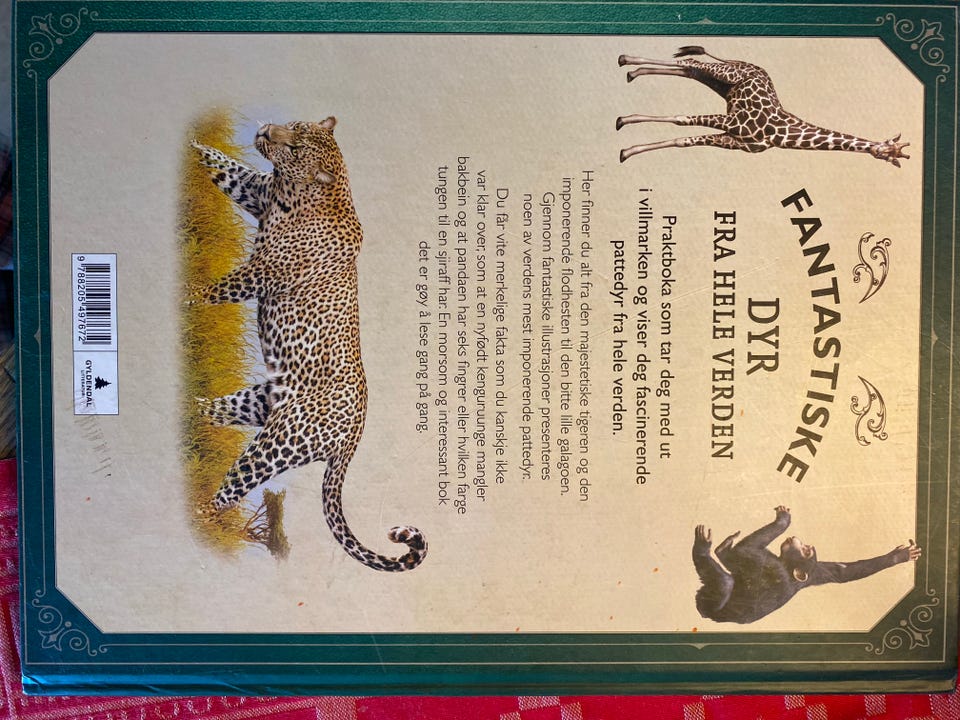 FANTASTISKE
DYR
FRA HELE VERDEN
Praktboka som tar deg med ut
i villmarken og viser deg fascinerende
pattedyr fra hele verden.
Her finner du alt fra den majestetiske tigeren og den
imponerende flodhesten til den bitte lille galagoen.
Gjennom fantastiske illustrasjoner presenteres
noen av verdens mest imponerende pattedyr.
Du får vite merkelige fakta som du kanskje ikke
var klar over, som at en nyfødt kenguruunge mangler
bakbein og at pandaen har seks fingrer eller hvilken farge
tungen til en sjiraff har. En morsom og interessant bok
det er gøy å lese gang på gang.
9 788205 497672
GYLDENDAL
LITTERATUR